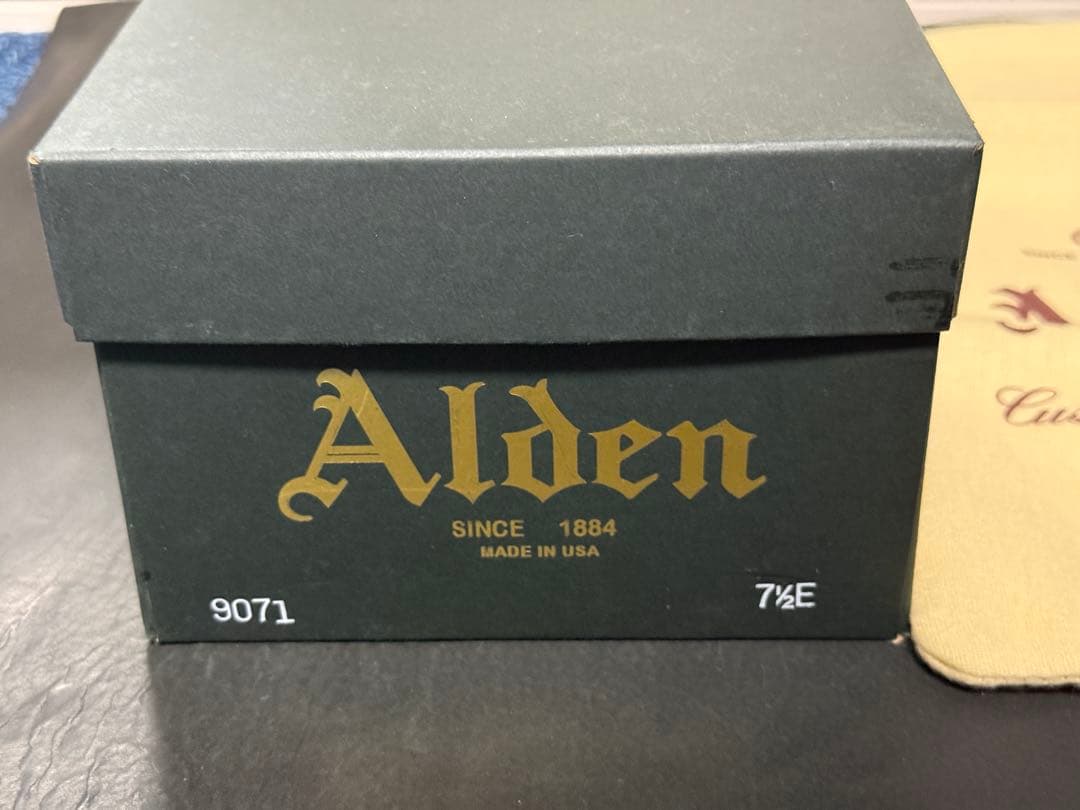 Alden
SINCE 1884
MADE IN USA
9071 7½E